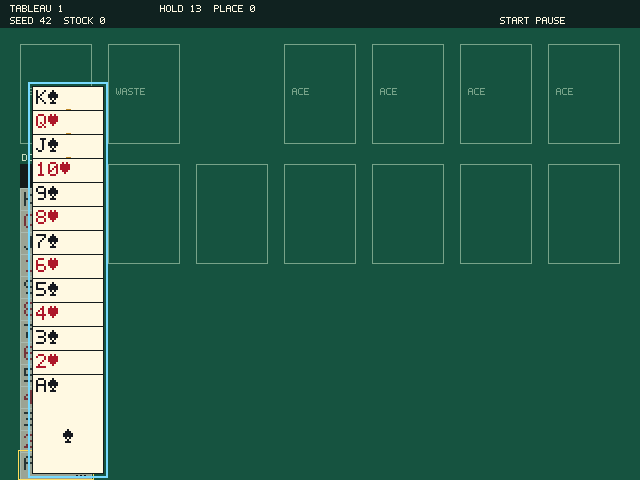 TABLEAU 1 HOLD 13 PLACE 0
SEED 42 STOCK 0 START PAUSE
WASTE ACE ACE ACE ACE
K♠
Q♥
J♠
10♥
9♠
8♥
7♠
6♥
5♠
4♥
3♠
2♥
A♠